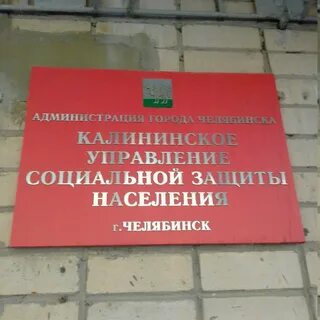 АДМИНИСТРАЦИЯ ГОРОДА ЧЕЛЯБИНСКА
КАЛИНИНСКОЕ
УПРАВЛЕНИЕ
СОЦИАЛЬНОЙ ЗАЩИТЫ
НАСЕЛЕНИЯ
г.ЧЕЛЯБИНСК